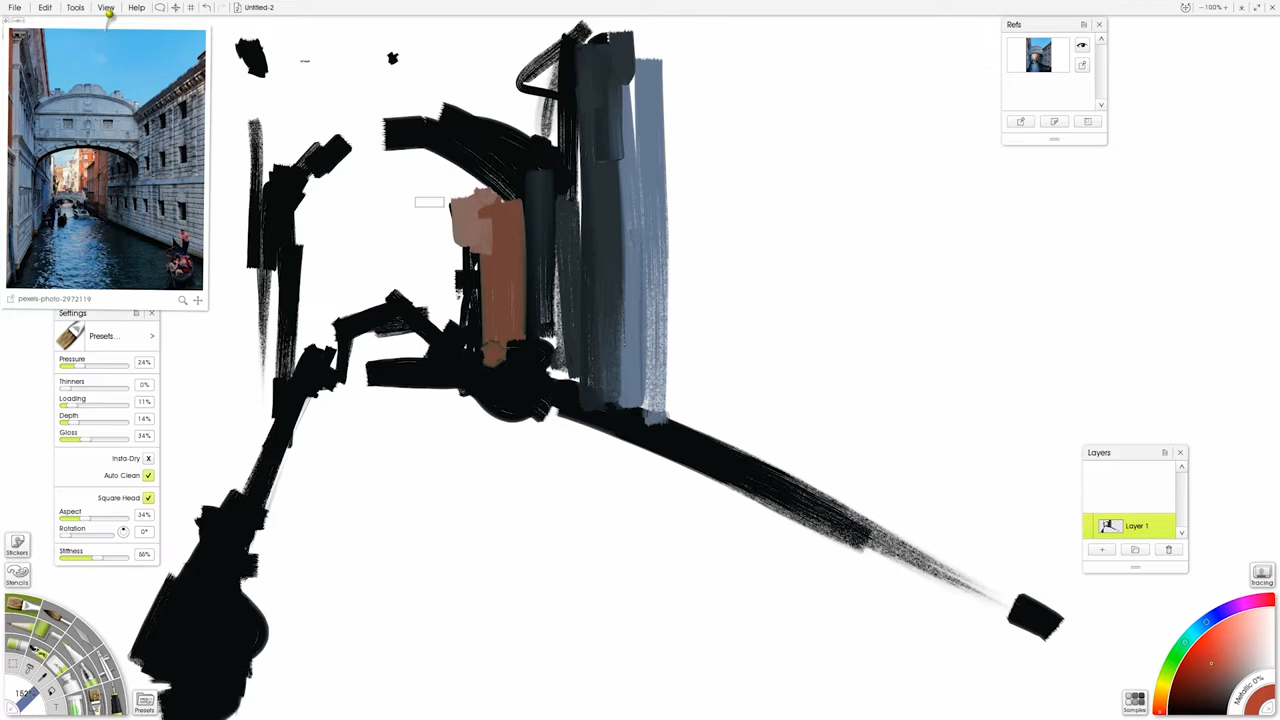 File Edit Tools View Help Untitled-2 100%
Refs
pexels-photo-2972119
Settings
Presets... >
Pressure 24%
Thinners 0%
Loading 11%
Depth 14%
Gloss 34%
Insta-Dry X
Auto Clean
Square Head
Aspect 34%
Rotation 0°
Stiffness
Layers
Layer 1
Stickers
Stencils
Tracing
Metallic 0%
Presets
Samples